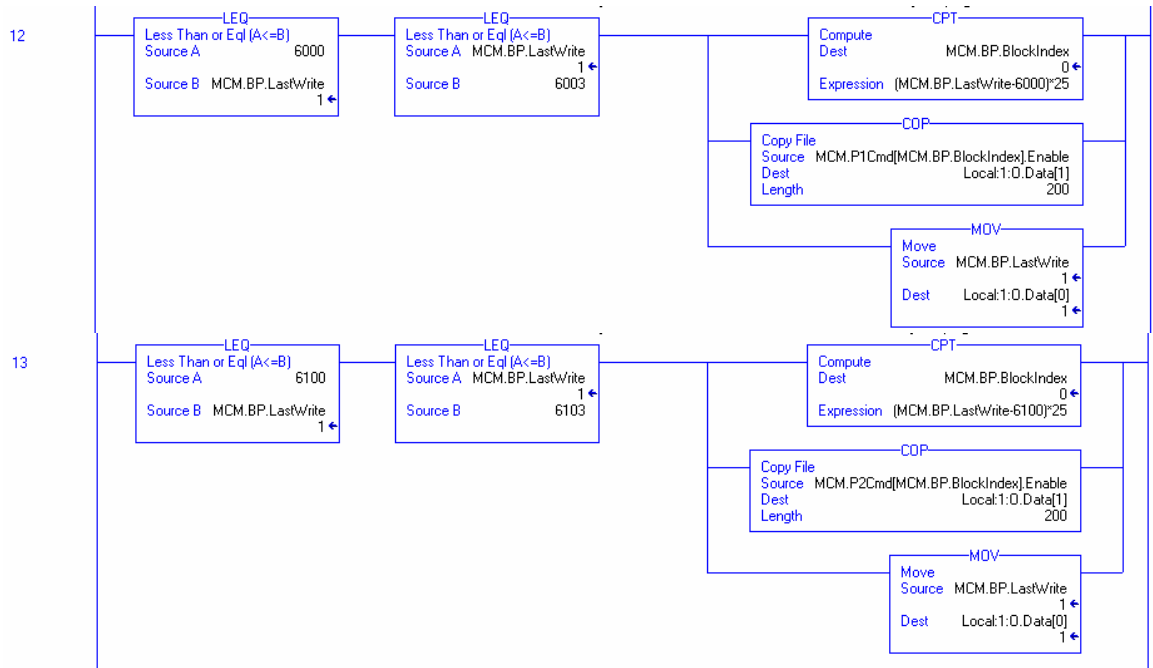 12
LEQ
Less Than or Eql (A<=B)
Source A 6000
Source B MCM.BP.LastWrite
1
LEQ
Less Than or Eql (A<=B)
Source A MCM.BP.LastWrite
1
Source B 6003
CPT
Compute
Dest MCM.BP.BlockIndex
0
Expression (MCM.BP.LastWrite-6000)*25
COP
Copy File
Source MCM.P1Cmd[MCM.BP.BlockIndex].Enable
Dest Local:1:O.Data[1]
Length 200
MOV
Move
Source MCM.BP.LastWrite
1
Dest Local:1:O.Data[0]
1
13
LEQ
Less Than or Eql (A<=B)
Source A 6100
Source B MCM.BP.LastWrite
1
LEQ
Less Than or Eql (A<=B)
Source A MCM.BP.LastWrite
1
Source B 6103
CPT
Compute
Dest MCM.BP.BlockIndex
0
Expression (MCM.BP.LastWrite-6100)*25
COP
Copy File
Source MCM.P2Cmd[MCM.BP.BlockIndex].Enable
Dest Local:1:O.Data[1]
Length 200
MOV
Move
Source MCM.BP.LastWrite
1
Dest Local:1:O.Data[0]
1